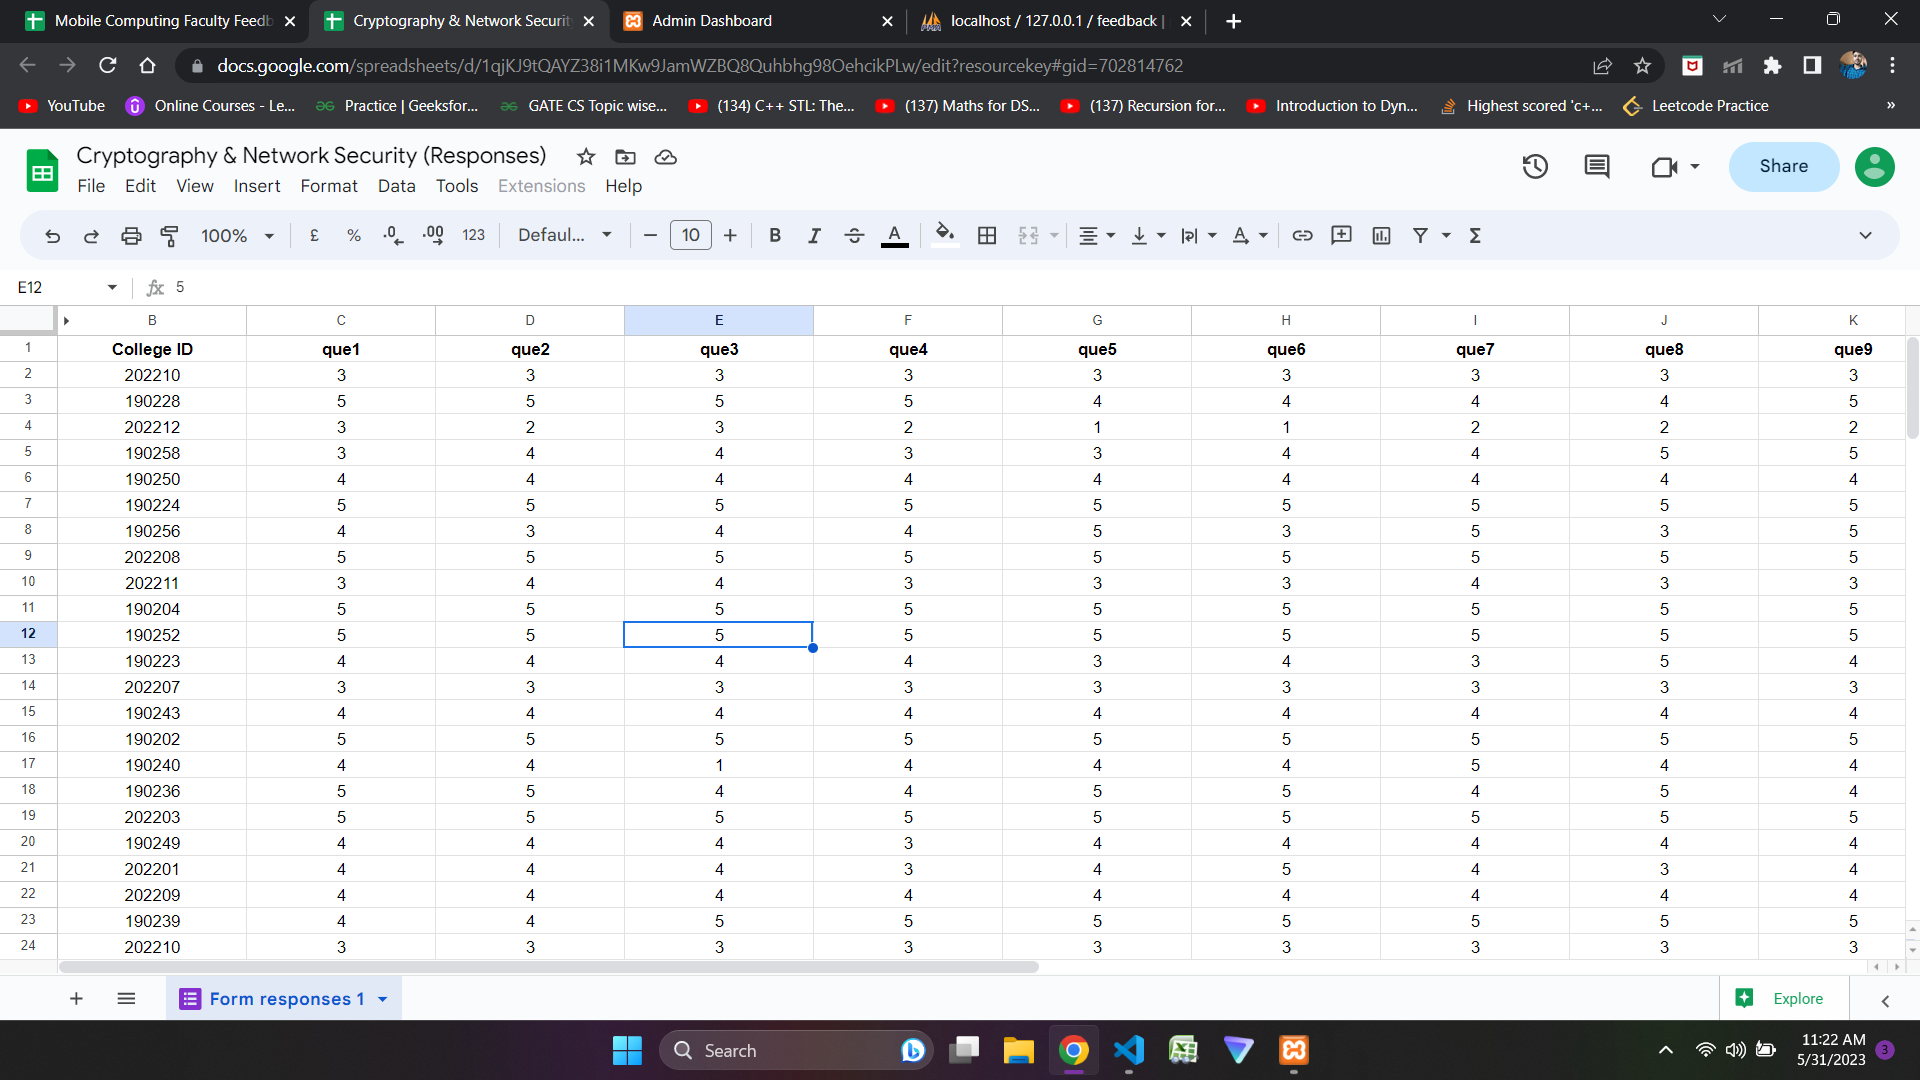 Mobile Computing Faculty Feedb
Cryptography & Network Securit
Admin Dashboard
localhost / 127.0.0.1 / feedback |
docs.google.com/spreadsheets/d/1qjKJ9tQAYZ38i1MKw9JamWZBQ8Quhbhg98OehcikPLw/edit?resourcekey#gid=702814762
YouTube
Online Courses - Le...
Practice | Geeksfor...
GATE CS Topic wise...
(134) C++ STL: The...
(137) Maths for DS...
(137) Recursion for...
Introduction to Dyn...
Highest scored 'c+...
Leetcode Practice
»
Cryptography & Network Security (Responses)
File Edit View Insert Format Data Tools Extensions Help
Share
100% £ % .0 .00 123 Defaul... 10 B I A
E12 fx 5
B C D E F G H I J K
1 College ID que1 que2 que3 que4 que5 que6 que7 que8 que9
2 202210 3 3 3 3 3 3 3 3 3
3 190228 5 5 5 5 4 4 4 4 5
4 202212 3 2 3 2 1 1 2 2 2
5 190258 3 4 4 3 3 4 4 5 5
6 190250 4 4 4 4 4 4 4 4 4
7 190224 5 5 5 5 5 5 5 5 5
8 190256 4 3 4 4 5 3 5 3 5
9 202208 5 5 5 5 5 5 5 5 5
10 202211 3 4 4 3 3 3 4 3 3
11 190204 5 5 5 5 5 5 5 5 5
12 190252 5 5 5 5 5 5 5 5 5
13 190223 4 4 4 4 3 4 3 5 4
14 202207 3 3 3 3 3 3 3 3 3
15 190243 4 4 4 4 4 4 4 4 4
16 190202 5 5 5 5 5 5 5 5 5
17 190240 4 4 1 4 4 4 5 4 4
18 190236 5 5 4 4 5 5 4 5 4
19 202203 5 5 5 5 5 5 5 5 5
20 190249 4 4 4 3 4 4 4 4 4
21 202201 4 4 4 3 4 5 4 3 4
22 202209 4 4 4 4 4 4 4 4 4
23 190239 4 4 5 5 5 5 5 5 5
24 202210 3 3 3 3 3 3 3 3 3
Form responses 1
Explore
Search
11:22 AM
5/31/2023
3